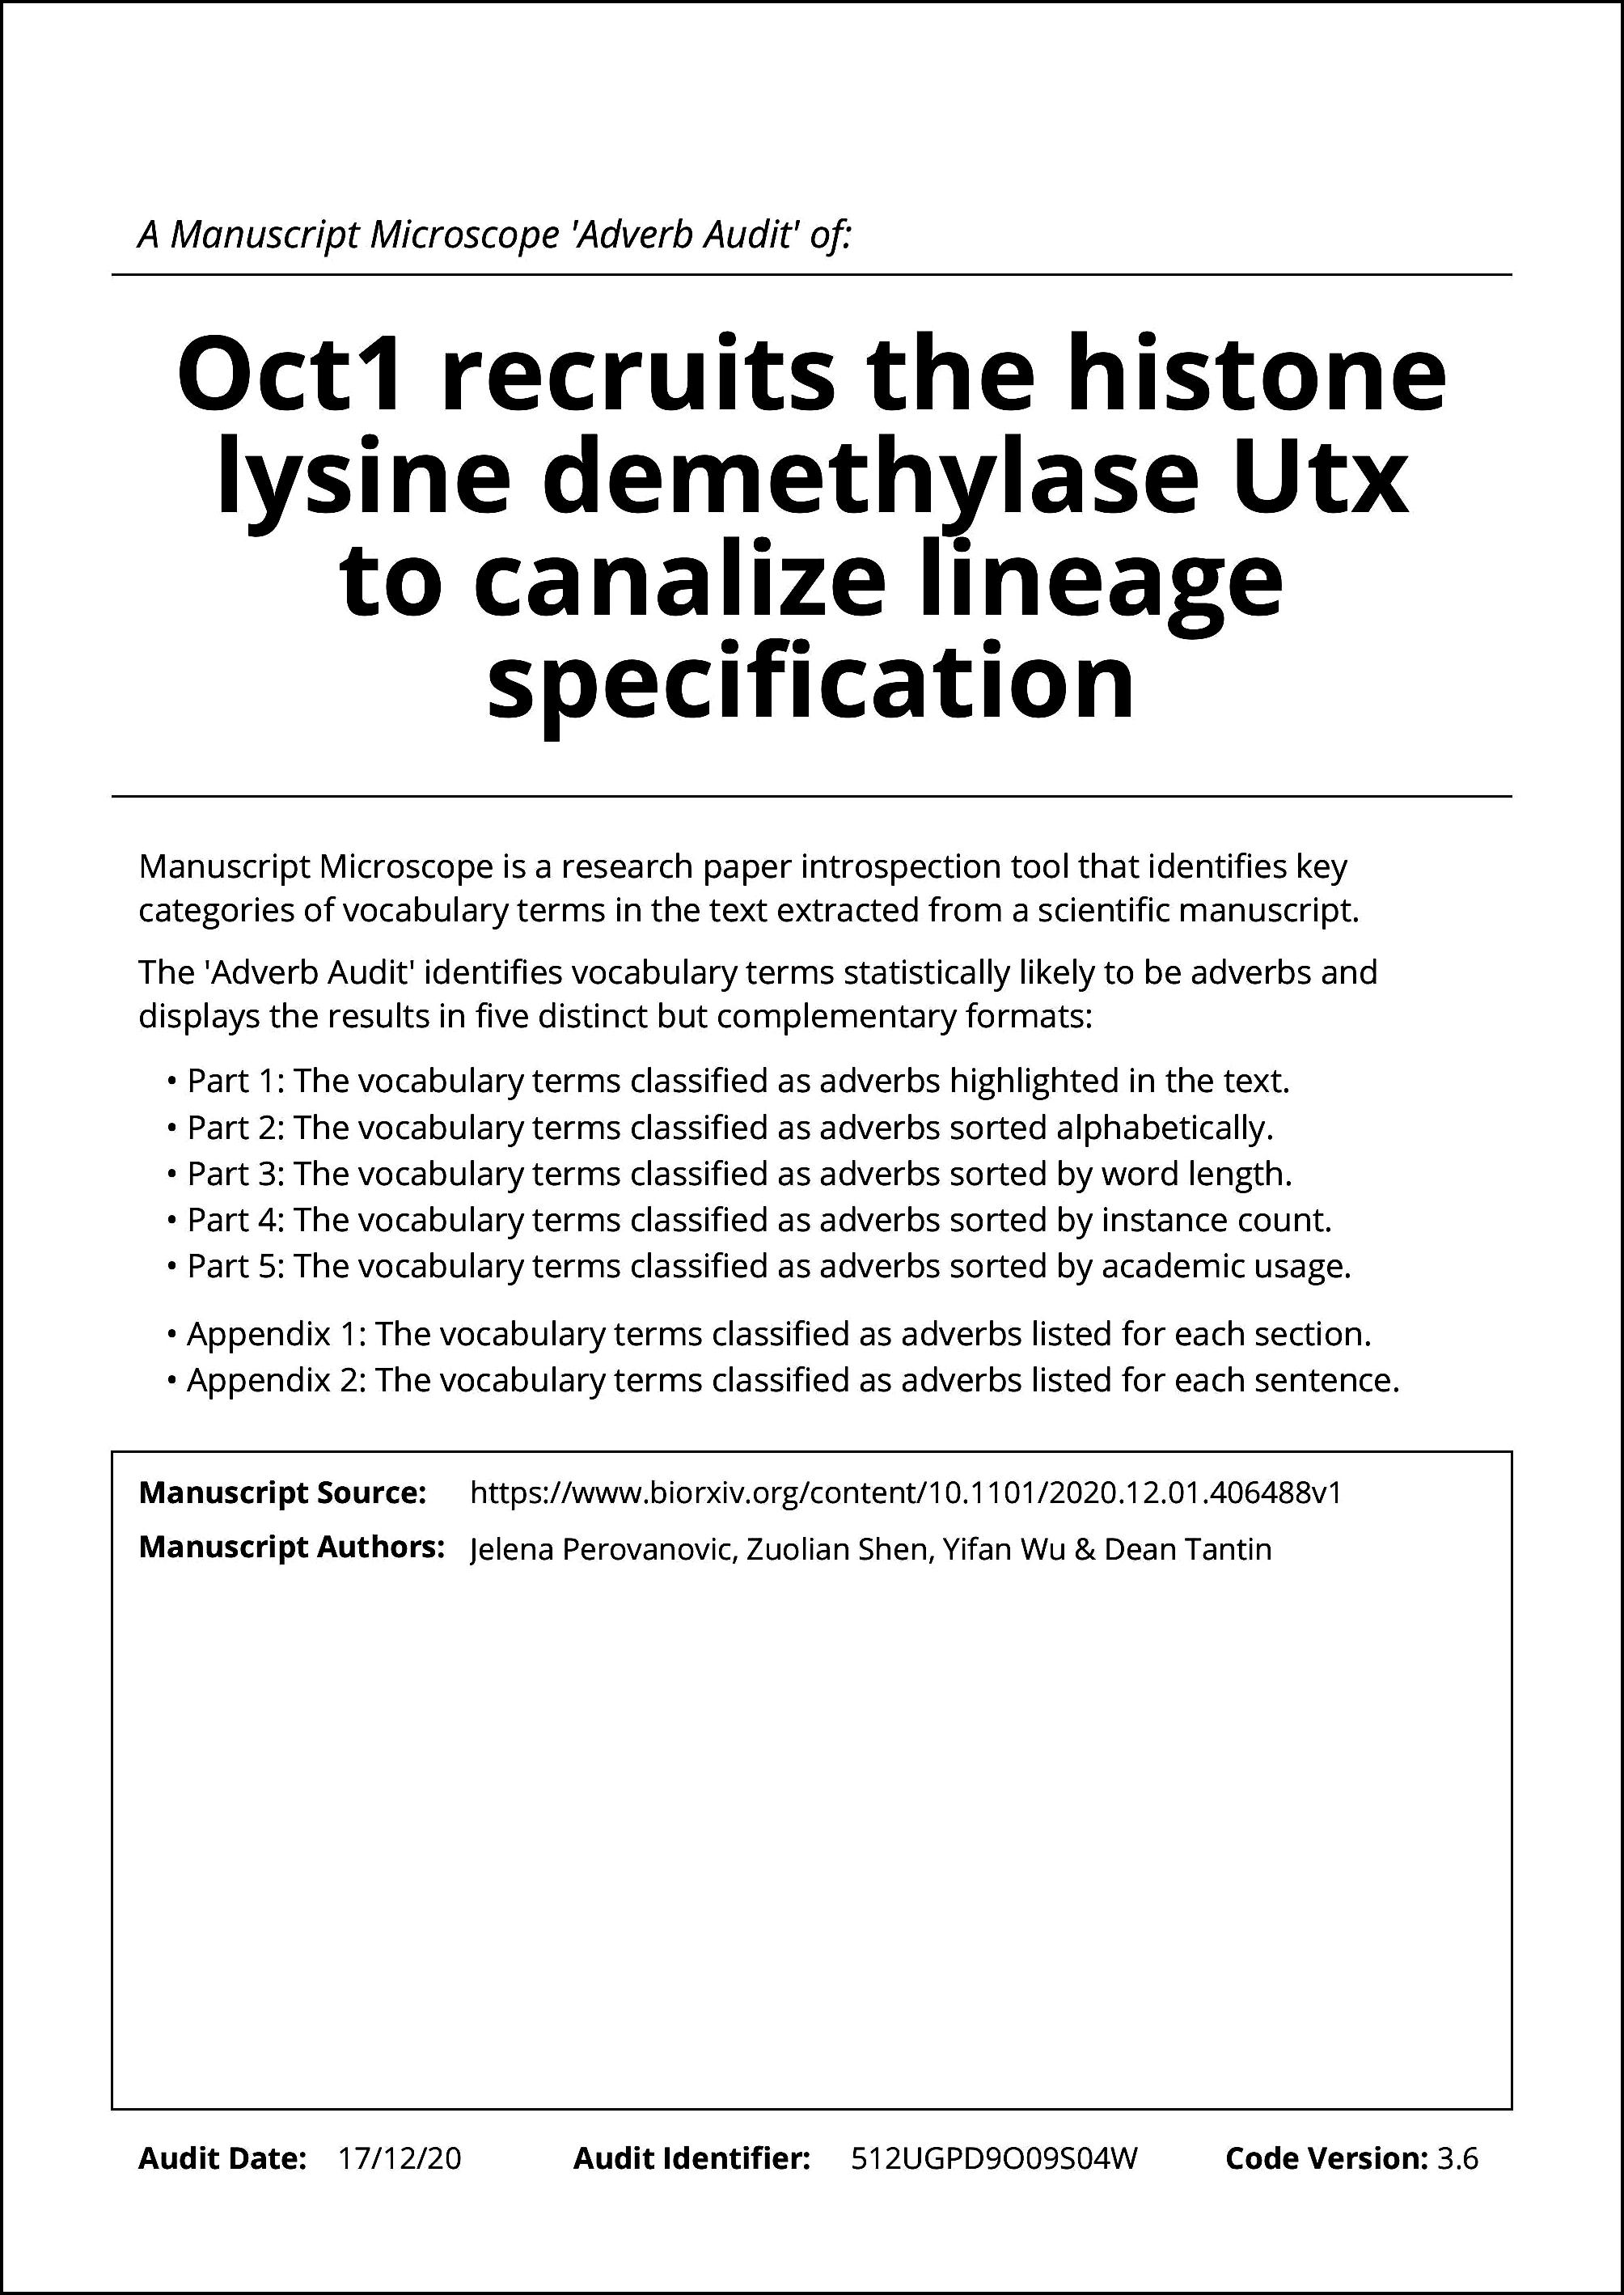 A Manuscript Microscope 'Adverb Audit' of:
Oct1 recruits the histone
lysine demethylase Utx
to canalize lineage
specification
Manuscript Microscope is a research paper introspection tool that identifies key
categories of vocabulary terms in the text extracted from a scientific manuscript.
The 'Adverb Audit' identifies vocabulary terms statistically likely to be adverbs and
displays the results in five distinct but complementary formats:
• Part 1: The vocabulary terms classified as adverbs highlighted in the text.
• Part 2: The vocabulary terms classified as adverbs sorted alphabetically.
• Part 3: The vocabulary terms classified as adverbs sorted by word length.
• Part 4: The vocabulary terms classified as adverbs sorted by instance count.
• Part 5: The vocabulary terms classified as adverbs sorted by academic usage.
• Appendix 1: The vocabulary terms classified as adverbs listed for each section.
• Appendix 2: The vocabulary terms classified as adverbs listed for each sentence.
Manuscript Source: https://www.biorxiv.org/content/10.1101/2020.12.01.406488v1
Manuscript Authors: Jelena Perovanovic, Zuolian Shen, Yifan Wu & Dean Tantin
Audit Date: 17/12/20 Audit Identifier: 512UGPD9O09S04W Code Version: 3.6